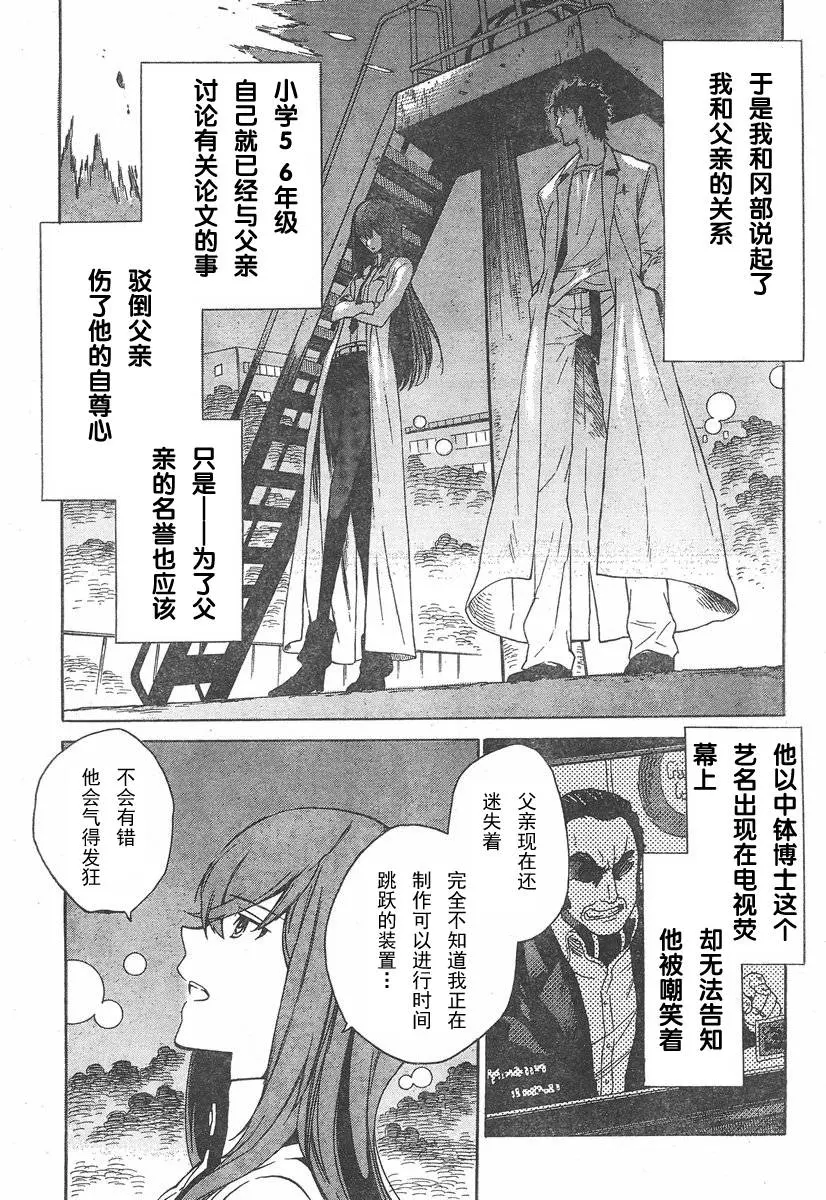 于是我和冈部说起了
我和父亲的关系
小学5 6年级
自己就已经与父亲
讨论有关论文的事
驳倒父亲
伤了他的自尊心
只是——为了父
亲的名誉也应该
他以中钵博士这个
艺名出现在电视荧
幕上
却无法告知
他被嘲笑着
父亲现在还
迷失着
完全不知道我正在
制作可以进行时间
跳跃的装置…
不会有错
他会气得发狂